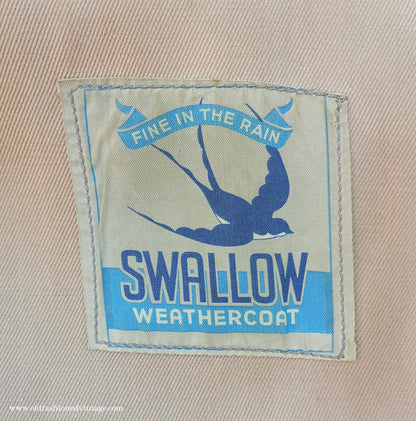 FINE IN THE RAIN
SWALLOW
WEATHERCOAT
www.oldfashionedvintage.com